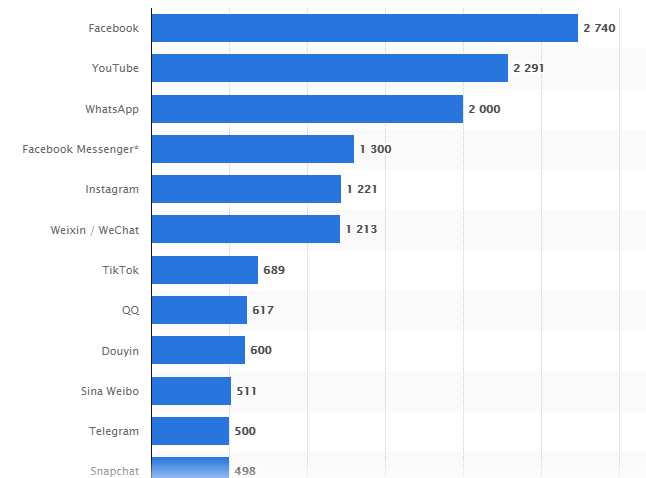 Facebook 2 740
YouTube 2 291
WhatsApp 2 000
Facebook Messenger* 1 300
Instagram 1 221
Weixin / WeChat 1 213
TikTok 689
QQ 617
Douyin 600
Sina Weibo 511
Telegram 500
Snapchat 498